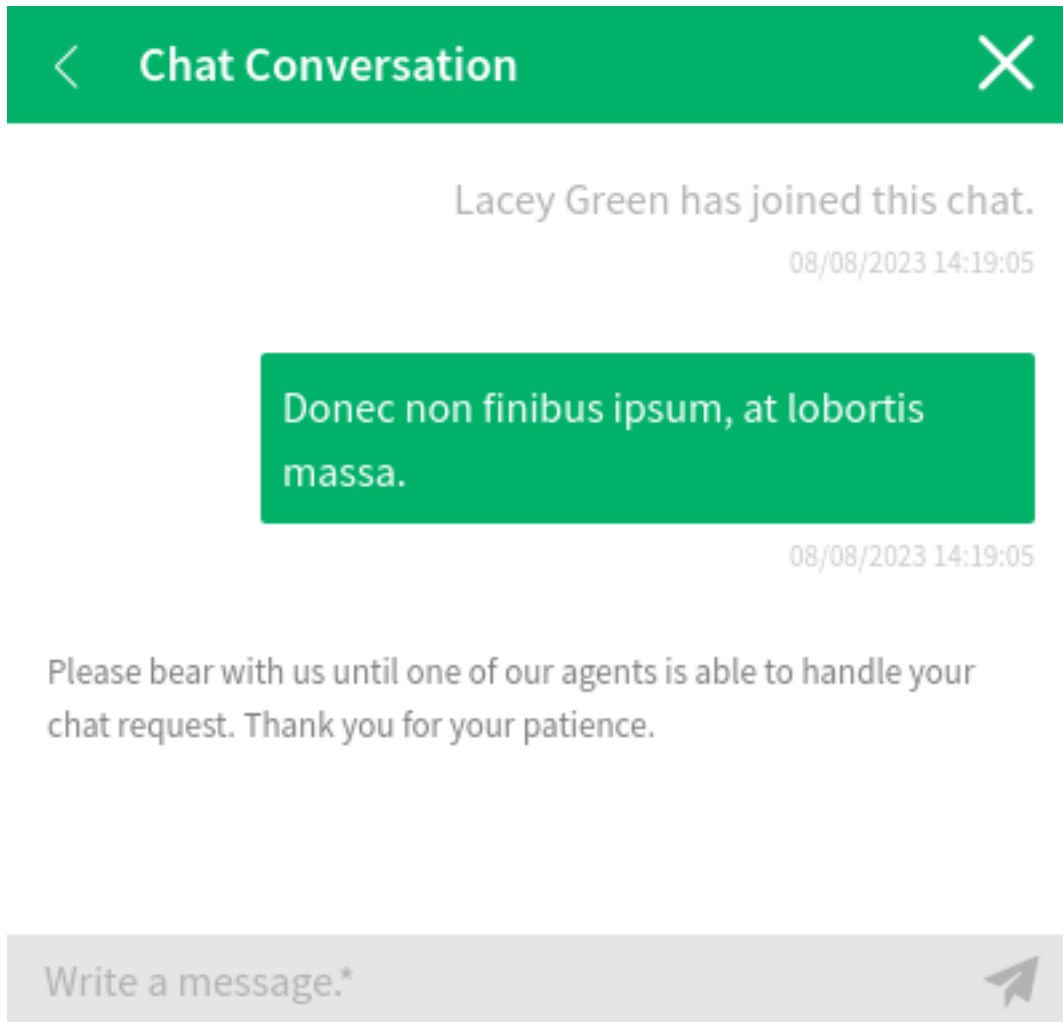 Chat Conversation
Lacey Green has joined this chat.
08/08/2023 14:19:05
Donec non finibus ipsum, at lobortis
massa.
08/08/2023 14:19:05
Please bear with us until one of our agents is able to handle your
chat request. Thank you for your patience.
Write a message.*